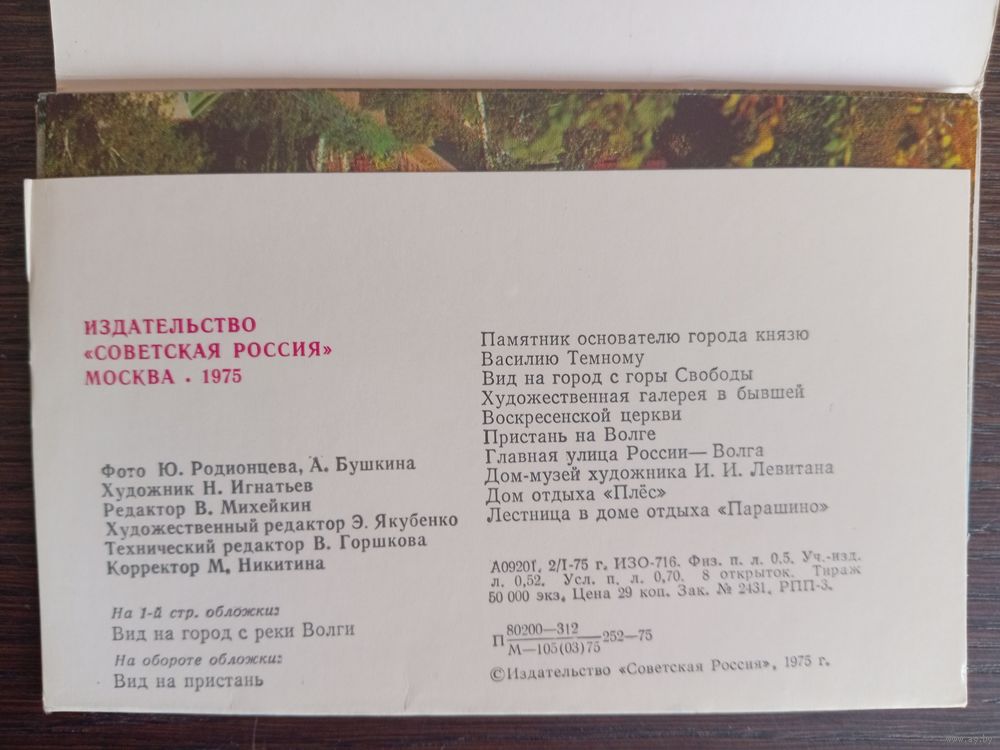 ИЗДАТЕЛЬСТВО
«СОВЕТСКАЯ РОССИЯ»
МОСКВА . 1975
Фото Ю. Родионцева, А. Бушкина
Художник Н. Игнатьев
Редактор В. Михейкин
Художественный редактор Э. Якубенко
Технический редактор В. Горшкова
Корректор М. Никитина
На 1-й стр. обложки:
Вид на город с реки Волги
На обороте обложки:
Вид на пристань
Памятник основателю города князю
Василию Темному
Вид на город с горы Свободы
Художественная галерея в бывшей
Воскресенской церкви
Пристань на Волге
Главная улица России — Волга
Дом-музей художника И. И. Левитана
Дом отдыха «Плёс»
Лестница в доме отдыха «Парашино»
А09201. 2/I-75 г. ИЗО-716. Физ. п. л. 0.5. Уч.-изд.
л. 0,52. Усл. п. л. 0,70. 8 открыток. Тираж
50 000 экз. Цена 29 коп. Зак. № 2431. РПП-3.
80200—312
П 252—75
М—105(03)75
©Издательство «Советская Россия», 1975 г.
www.ay.by